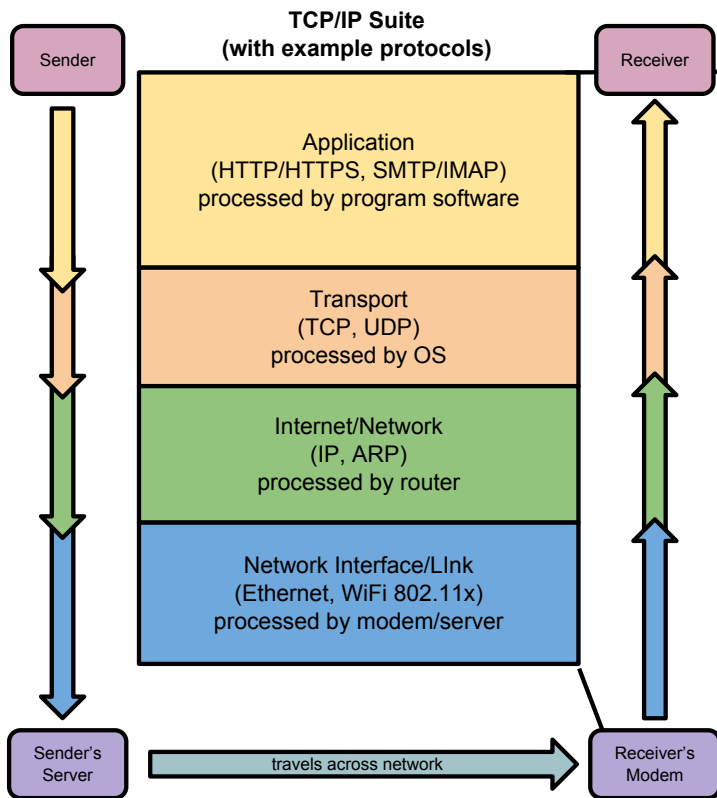 TCP/IP Suite
(with example protocols)
Sender
Receiver
Application
(HTTP/HTTPS, SMTP/IMAP)
processed by program software
Transport
(TCP, UDP)
processed by OS
Internet/Network
(IP, ARP)
processed by router
Network Interface/LInk
(Ethernet, WiFi 802.11x)
processed by modem/server
Sender's
Server
travels across network
Receiver's
Modem